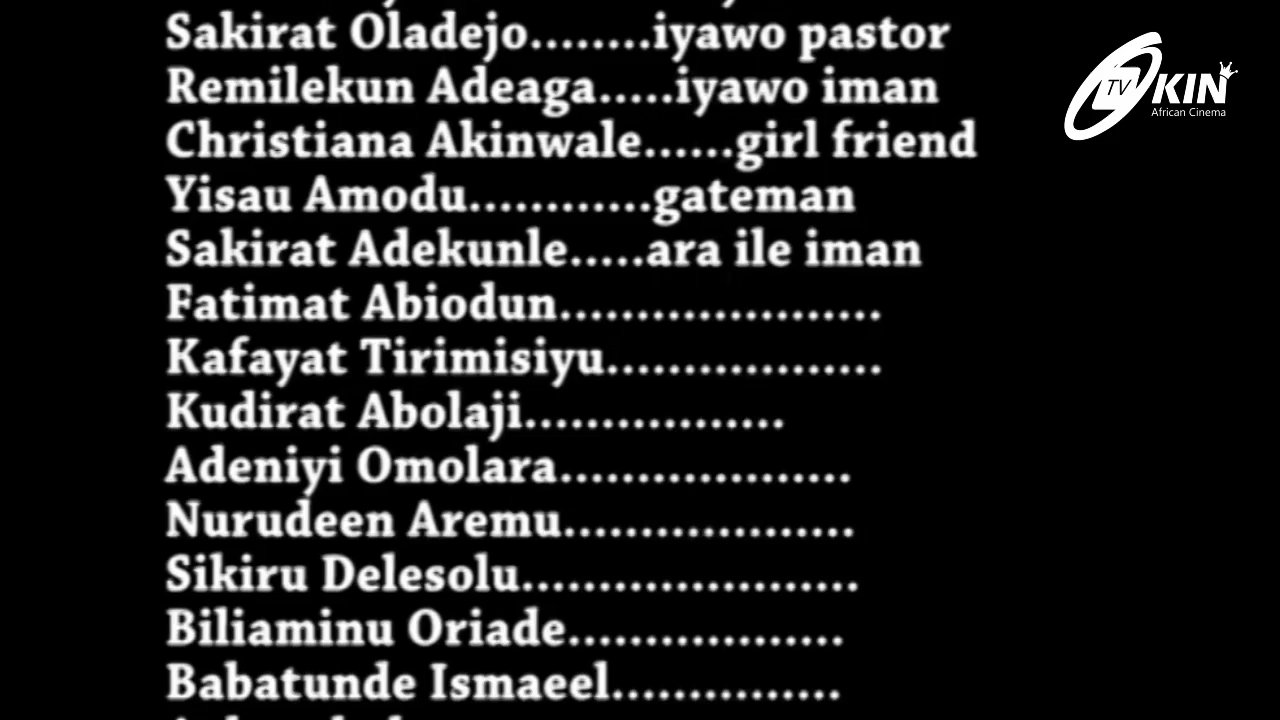 Sakirat Oladejo........iyawo pastor
Remilekun Adeaga.....iyawo iman
Christiana Akinwale......girl friend
Yisau Amodu............gateman
Sakirat Adekunle.....ara ile iman
Fatimat Abiodun.....................
Kafayat Tirimisiyu..................
Kudirat Abolaji.................
Adeniyi Omolara...................
Nurudeen Aremu...................
Sikiru Delesolu......................
Biliaminu Oriade..................
Babatunde Ismaeel...............
TV
KIN
African Cinema